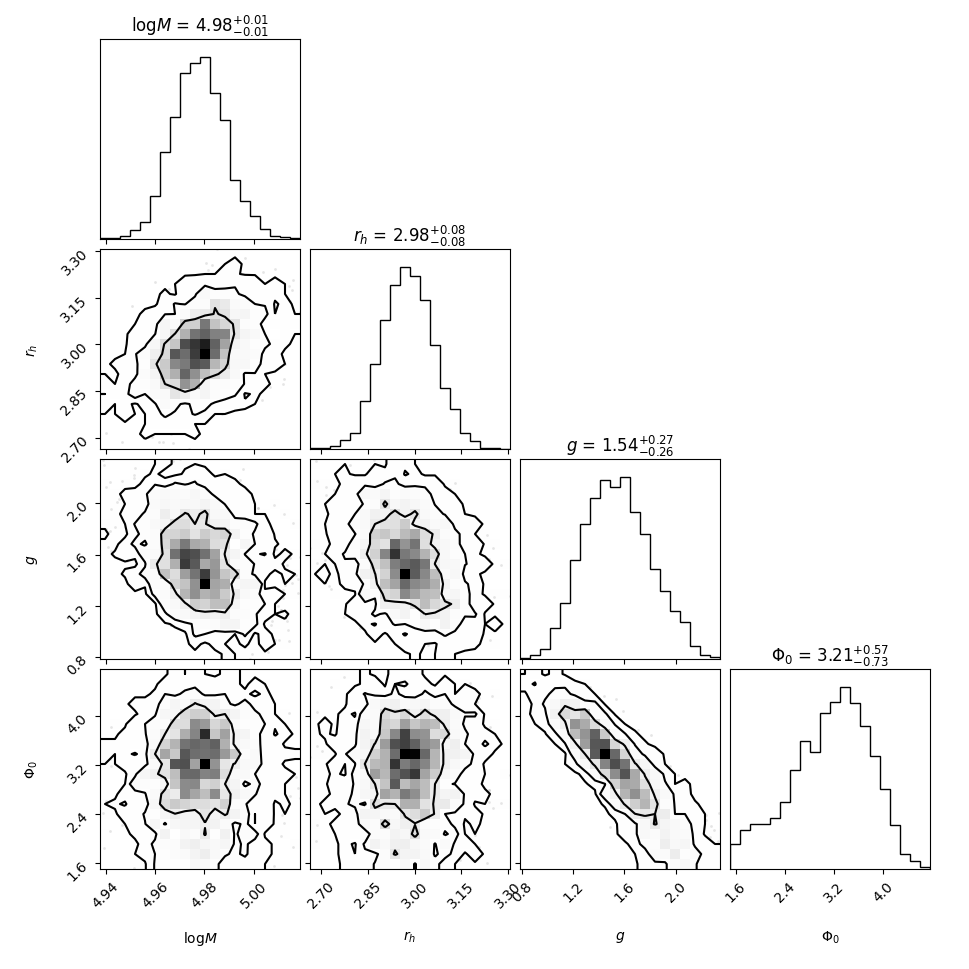 logM = 4.98+0.01−0.01
3.30
3.15
3.00
2.85
2.70
rh
rh = 2.98+0.08−0.08
2.0
1.6
1.2
0.8
g
g = 1.54+0.27−0.26
4.0
3.2
2.4
1.6
Φ0
Φ0 = 3.21+0.57−0.73
4.94 4.96 4.98 5.00 2.70 2.85 3.00 3.15 3.30 0.8 1.2 1.6 2.0 1.6 2.4 3.2 4.0
logM rh g Φ0